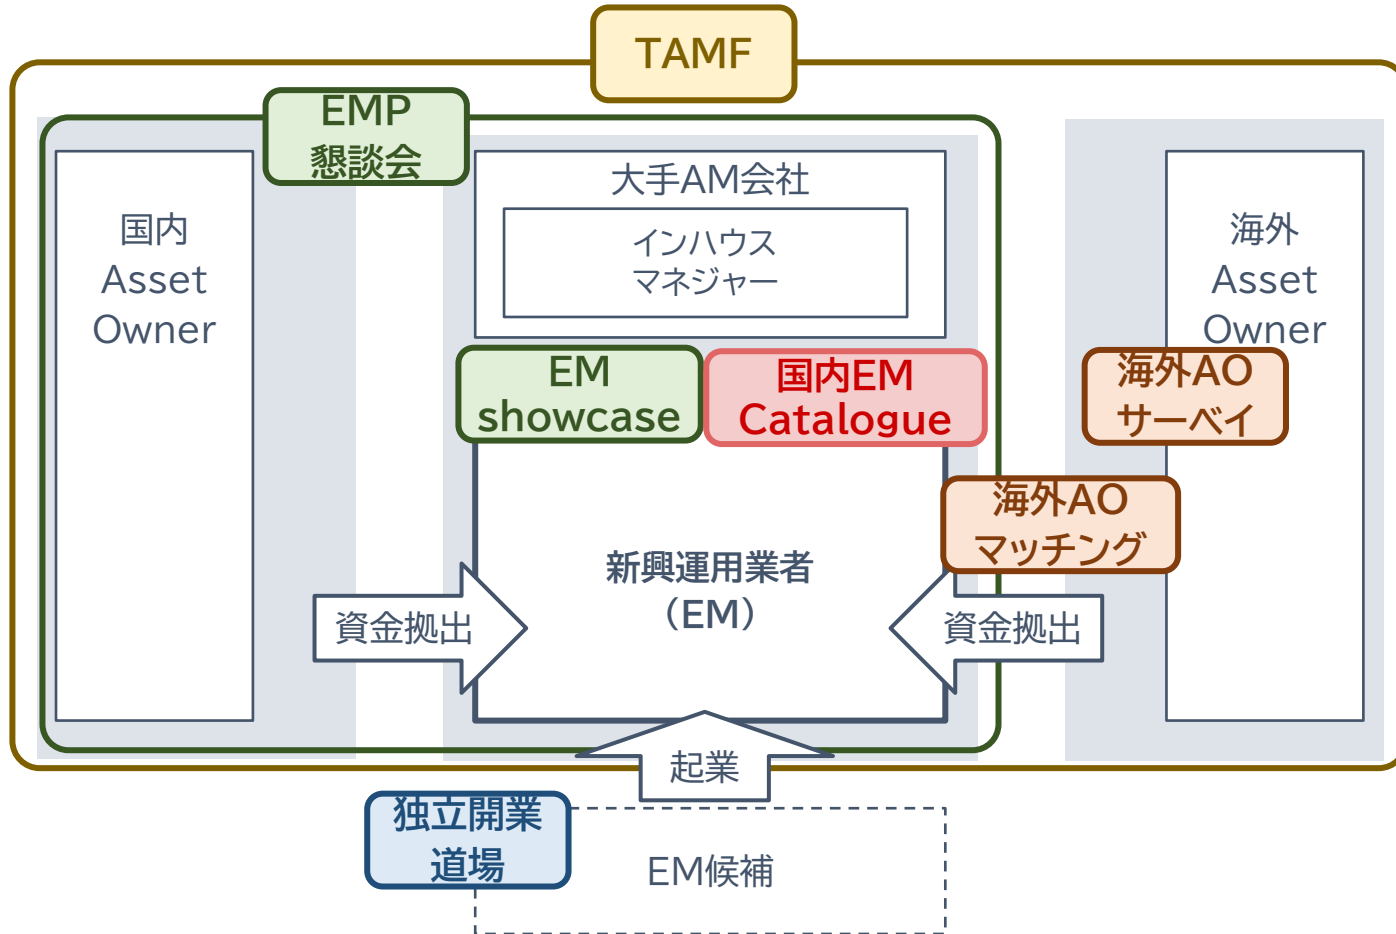 TAMF
EMP
懇談会
国内
Asset
Owner
大手AM会社
インハウス
マネジャー
海外
Asset
Owner
EM
showcase
国内EM
Catalogue
海外AO
サーベイ
海外AO
マッチング
新興運用業者
（EM）
資金拠出
資金拠出
起業
独立開業
道場
EM候補